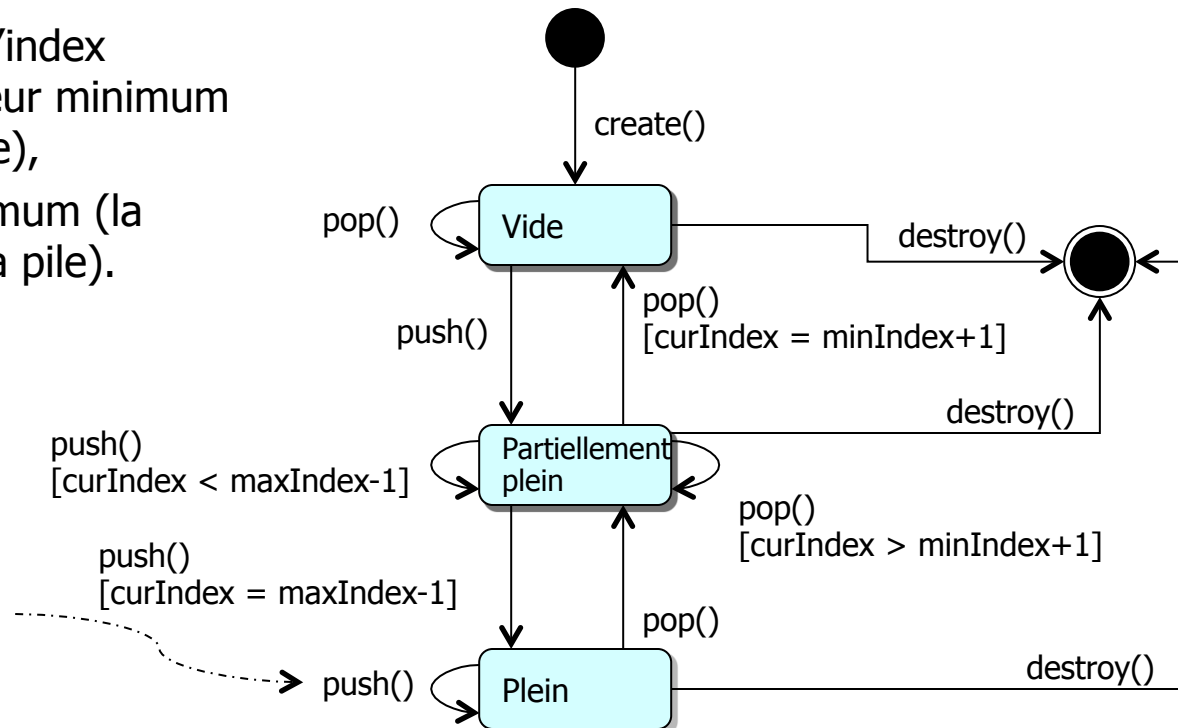 /index
eur minimum
e),
mum (la
a pile).
create()
pop()
Vide
destroy()
push()
pop()
[curIndex = minIndex+1]
destroy()
push()
[curIndex < maxIndex-1]
Partiellement
plein
pop()
[curIndex > minIndex+1]
push()
[curIndex = maxIndex-1]
pop()
push()
Plein
destroy()